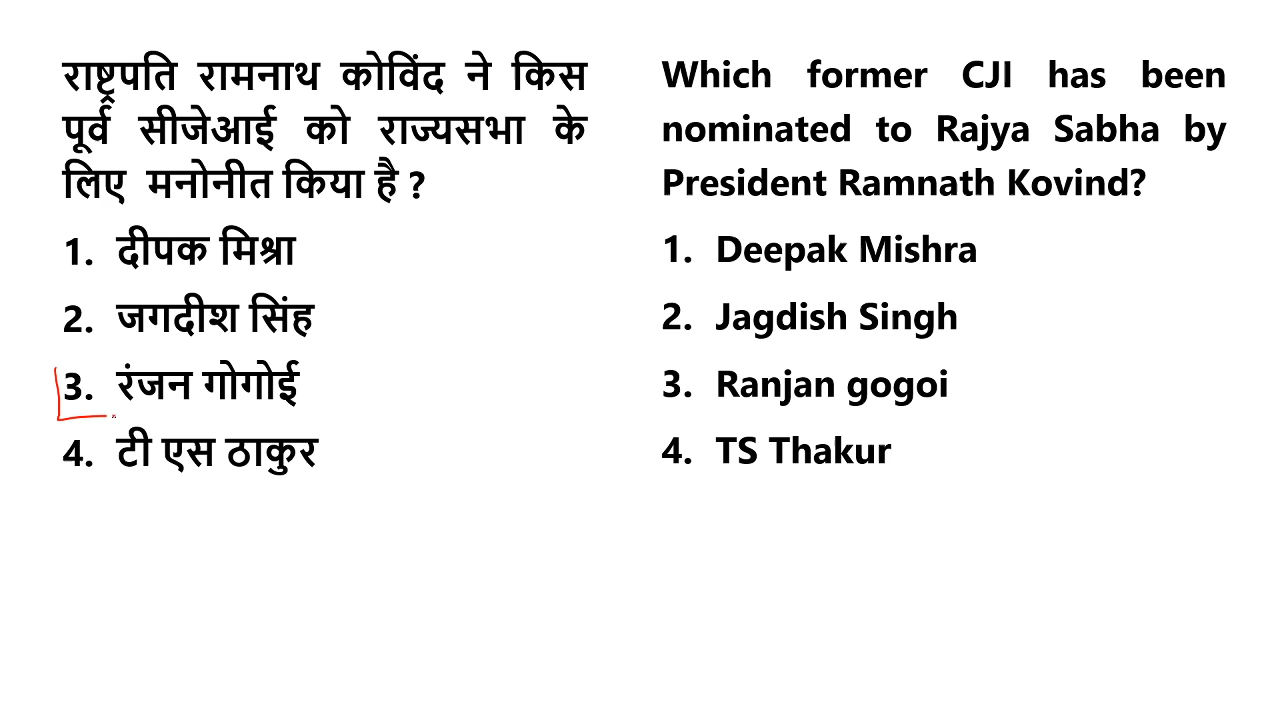 राष्ट्रपति रामनाथ कोविंद ने किस
पूर्व सीजेआई को राज्यसभा के
लिए मनोनीत किया है ?
1. दीपक मिश्रा
2. जगदीश सिंह
3. रंजन गोगोई
4. टी एस ठाकुर
Which former CJI has been
nominated to Rajya Sabha by
President Ramnath Kovind?
1. Deepak Mishra
2. Jagdish Singh
3. Ranjan gogoi
4. TS Thakur